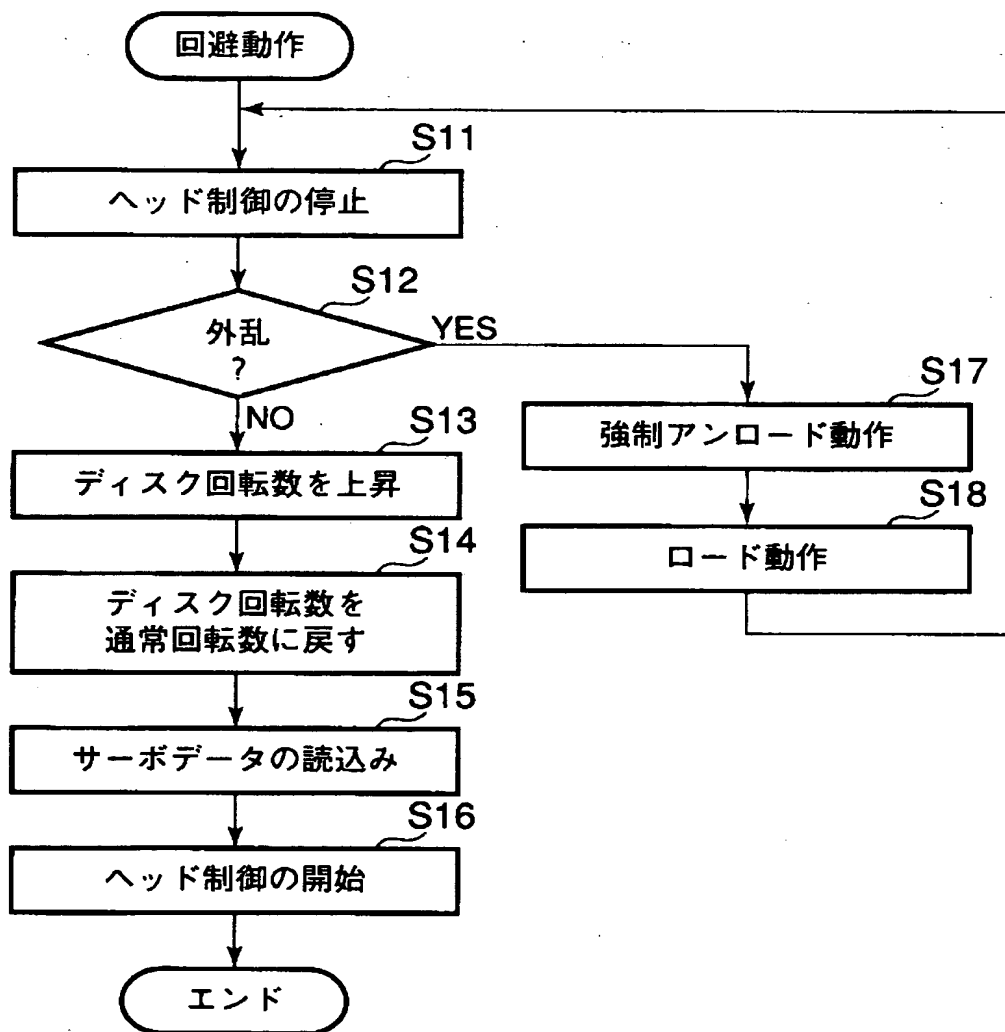 回避動作
S11
ヘッド制御の停止
S12
外乱
?
YES
NO
S13
ディスク回転数を上昇
S14
ディスク回転数を
通常回転数に戻す
S15
サーボデータの読込み
S16
ヘッド制御の開始
エンド
S17
強制アンロード動作
S18
ロード動作